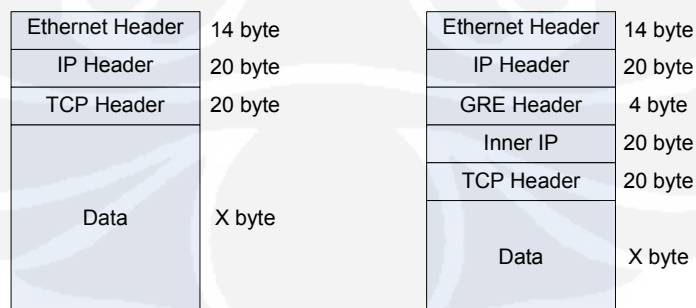 Ethernet Header 14 byte
IP Header 20 byte
TCP Header 20 byte
Data X byte
Ethernet Header 14 byte
IP Header 20 byte
GRE Header 4 byte
Inner IP 20 byte
TCP Header 20 byte
Data X byte